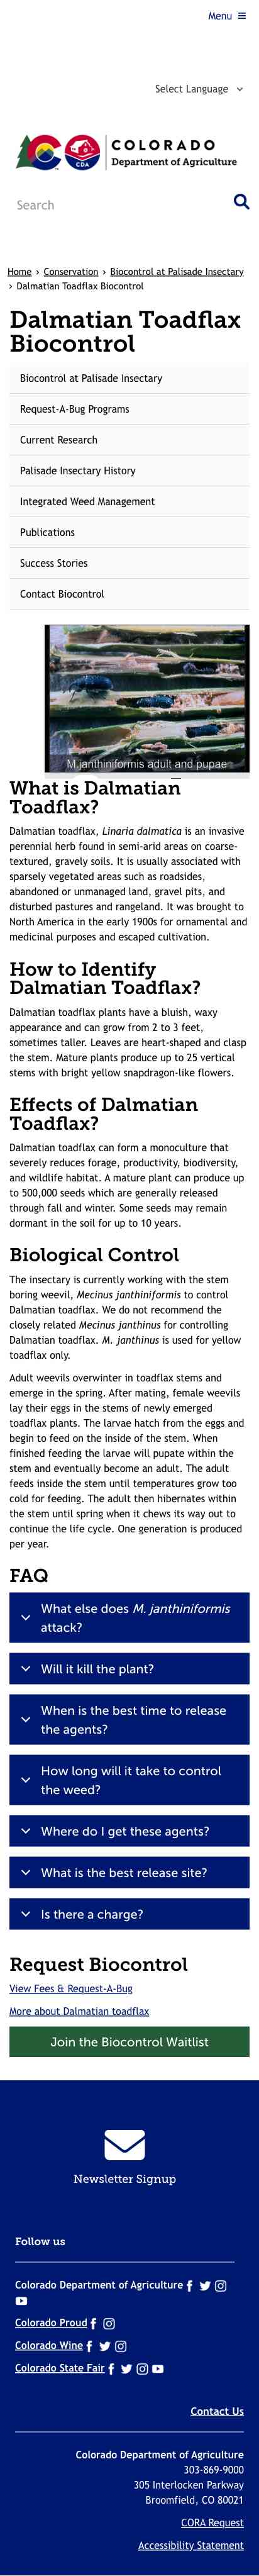 Menu
Select Language
COLORADO
CDA
Department of Agriculture
Search
Home › Conservation › Biocontrol at Palisade Insectary
› Dalmatian Toadflax Biocontrol
Dalmatian Toadflax
Biocontrol
Biocontrol at Palisade Insectary
Request-A-Bug Programs
Current Research
Palisade Insectary History
Integrated Weed Management
Publications
Success Stories
Contact Biocontrol
M janthiniformis adult and pupae
What is Dalmatian
Toadflax?
Dalmatian toadflax, Linaria dalmatica is an invasive
perennial herb found in semi-arid areas on coarse-
textured, gravely soils. It is usually associated with
sparsely vegetated areas such as roadsides,
abandoned or unmanaged land, gravel pits, and
disturbed pastures and rangeland. It was brought to
North America in the early 1900s for ornamental and
medicinal purposes and escaped cultivation.
How to Identify
Dalmatian Toadflax?
Dalmatian toadflax plants have a bluish, waxy
appearance and can grow from 2 to 3 feet,
sometimes taller. Leaves are heart-shaped and clasp
the stem. Mature plants produce up to 25 vertical
stems with bright yellow snapdragon-like flowers.
Effects of Dalmatian
Toadflax?
Dalmatian toadflax can form a monoculture that
severely reduces forage, productivity, biodiversity,
and wildlife habitat. A mature plant can produce up
to 500,000 seeds which are generally released
through fall and winter. Some seeds may remain
dormant in the soil for up to 10 years.
Biological Control
The insectary is currently working with the stem
boring weevil, Mecinus janthiniformis to control
Dalmatian toadflax. We do not recommend the
closely related Mecinus janthinus for controlling
Dalmatian toadflax. M. janthinus is used for yellow
toadflax only.
Adult weevils overwinter in toadflax stems and
emerge in the spring. After mating, female weevils
lay their eggs in the stems of newly emerged
toadflax plants. The larvae hatch from the eggs and
begin to feed on the inside of the stem. When
finished feeding the larvae will pupate within the
stem and eventually become an adult. The adult
feeds inside the stem until temperatures grow too
cold for feeding. The adult then hibernates within
the stem until spring when it chews its way out to
continue the life cycle. One generation is produced
per year.
FAQ
What else does M. janthiniformis
attack?
Will it kill the plant?
When is the best time to release
the agents?
How long will it take to control
the weed?
Where do I get these agents?
What is the best release site?
Is there a charge?
Request Biocontrol
View Fees & Request-A-Bug
More about Dalmatian toadflax
Join the Biocontrol Waitlist
Newsletter Signup
Follow us
Colorado Department of Agriculture
Colorado Proud
Colorado Wine
Colorado State Fair
Contact Us
Colorado Department of Agriculture
303-869-9000
305 Interlocken Parkway
Broomfield, CO 80021
CORA Request
Accessibility Statement